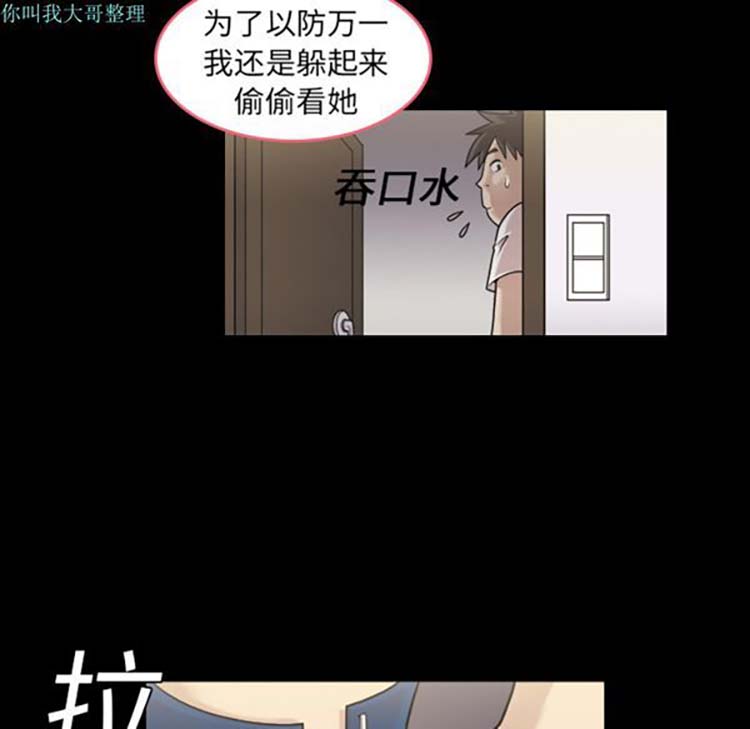 你叫我大哥整理
为了以防万一
我还是躲起来
偷偷看她
吞口水
拉